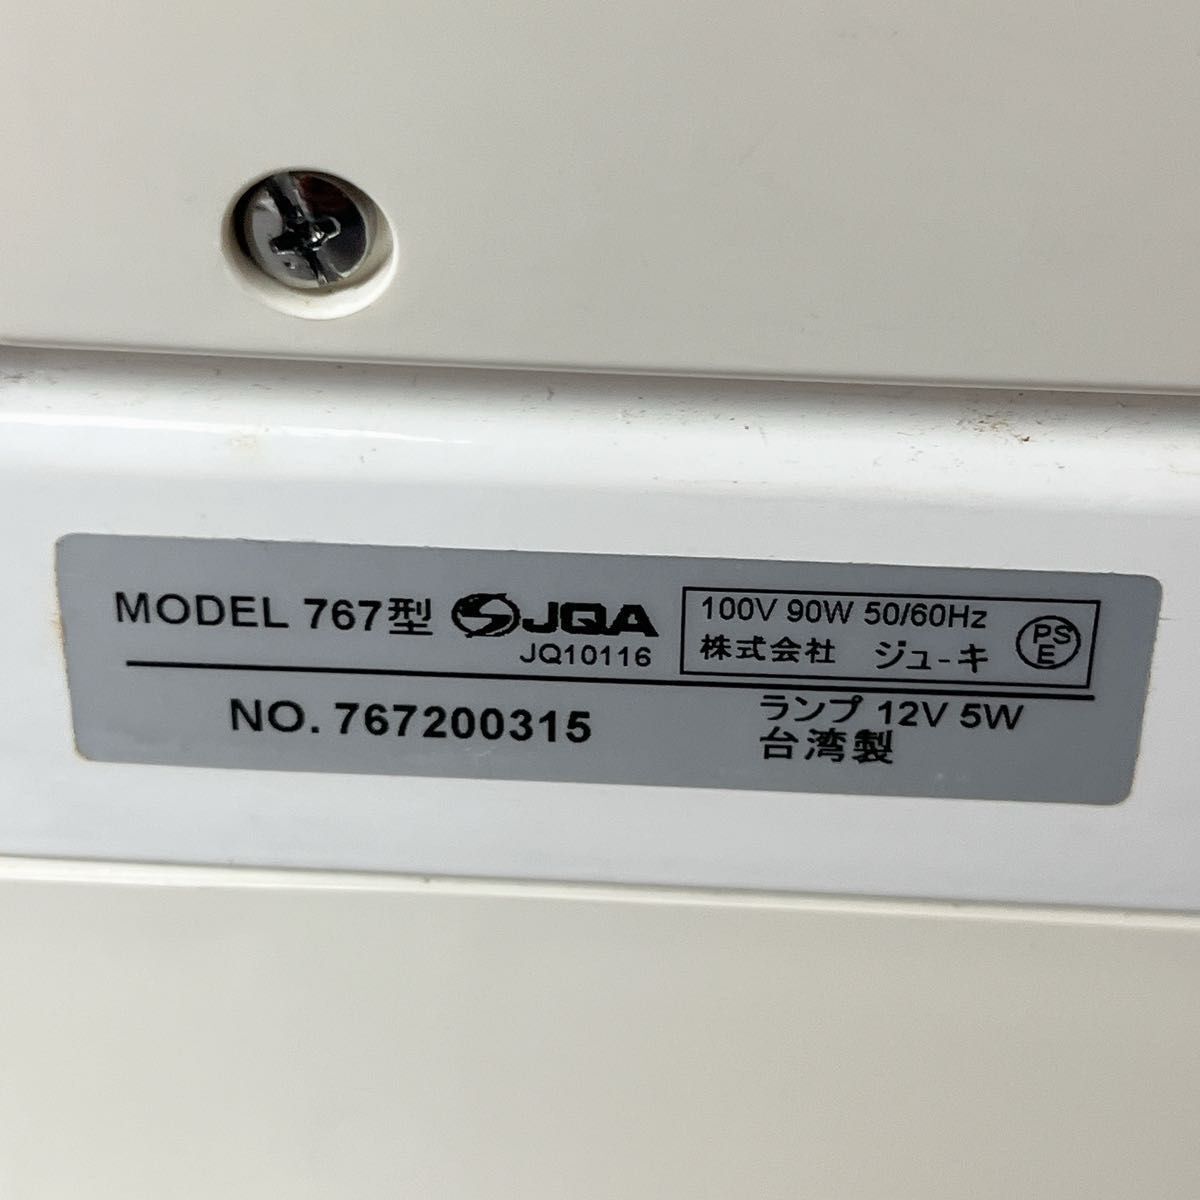 MODEL 767型 JQA
JQ10116
100V 90W 50/60Hz
株式会社 ジューキ
PS
E
NO. 767200315
ランプ 12V 5W
台湾製